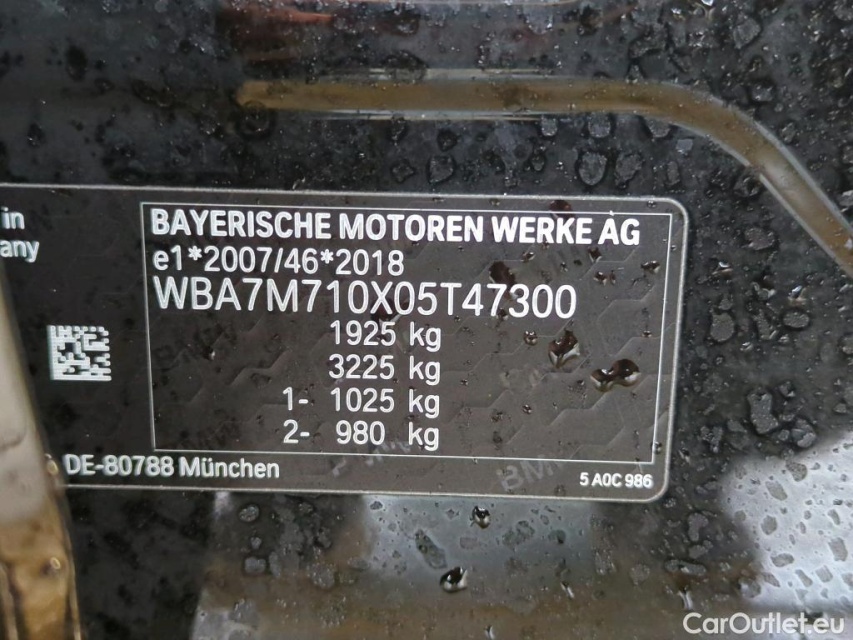 in
any
BAYERISCHE MOTOREN WERKE AG
e1*2007/46*2018
WBA7M710X05T47300
1925 kg
3225 kg
1- 1025 kg
2- 980 kg
DE-80788 München
5 A0C 986
CarOutlet.eu